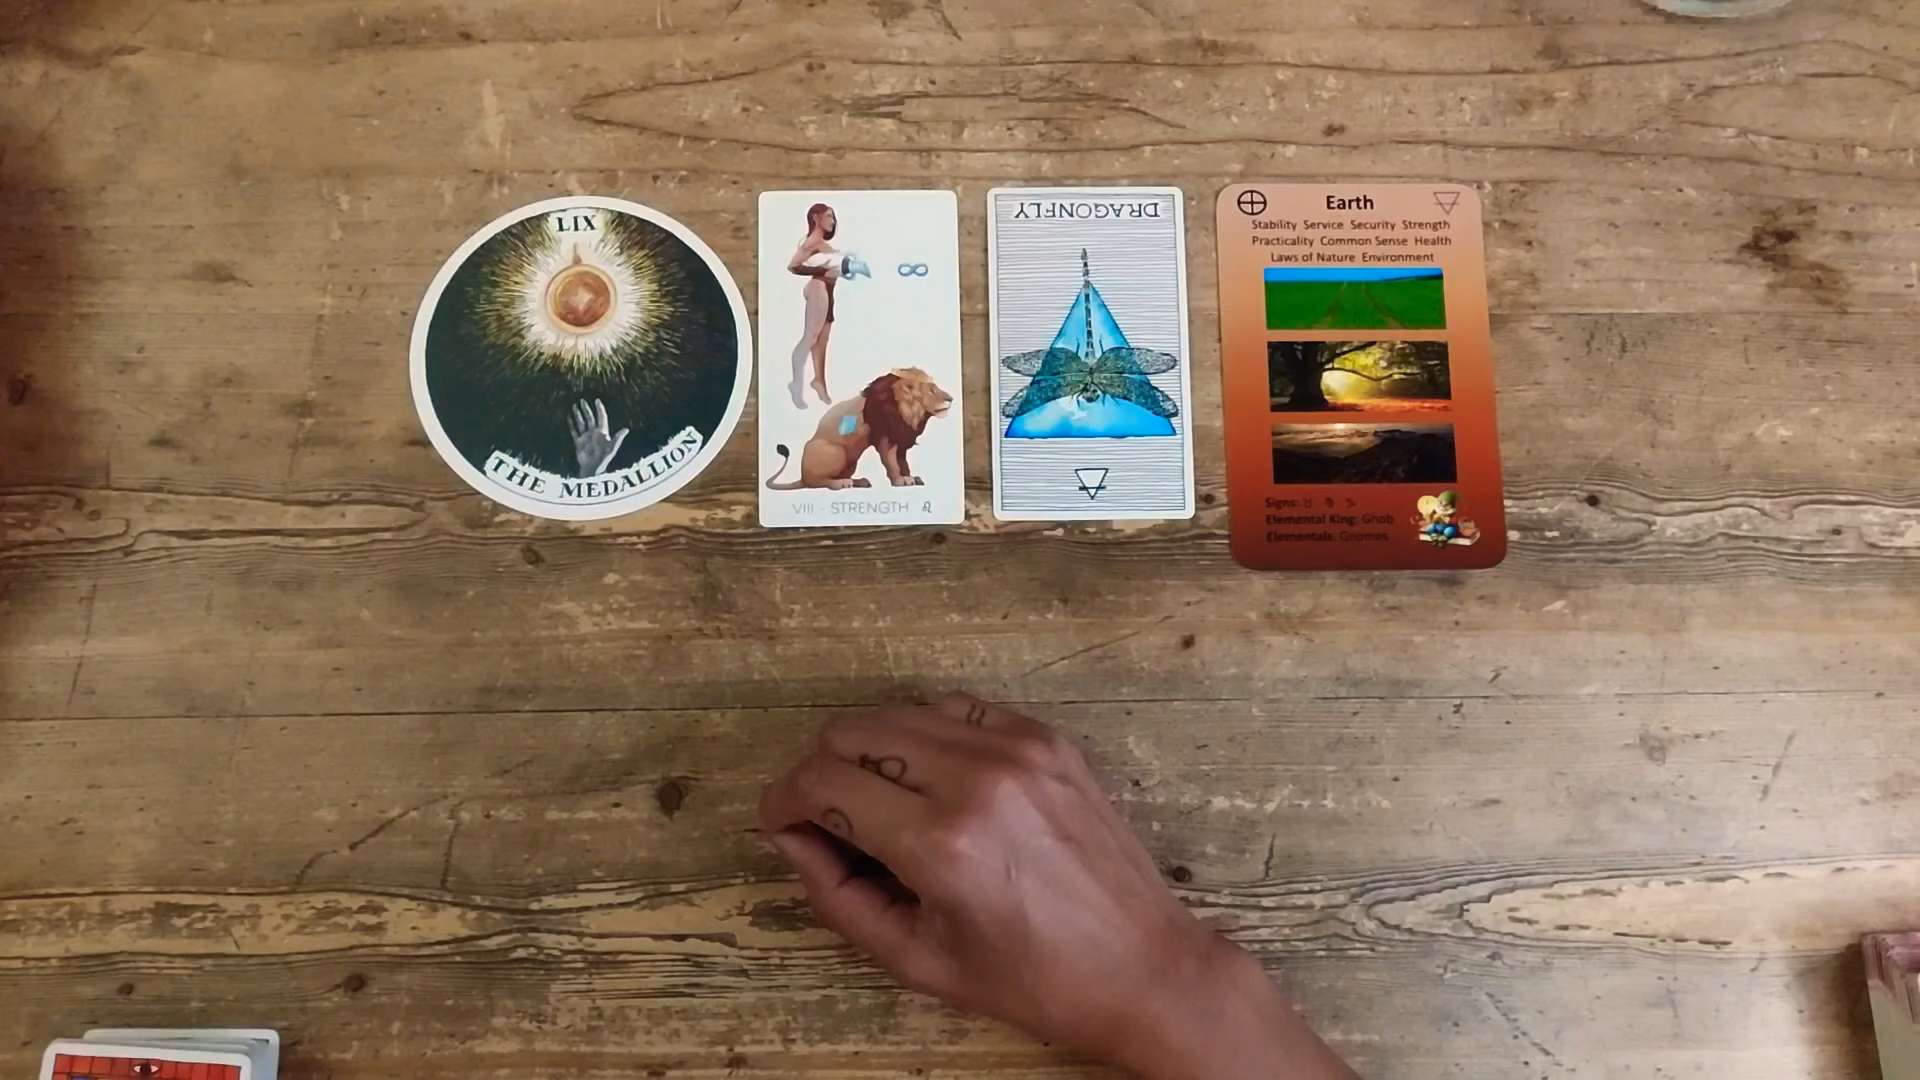 LIX
THE MEDALLION
VIII - STRENGTH
DRAGONFLY
Earth
Stability Service Security Strength
Practicality Common Sense Health
Laws of Nature Environment
Signs: ♉ ♍ ♑
Elemental King: Ghob
Elementals: Gnomes